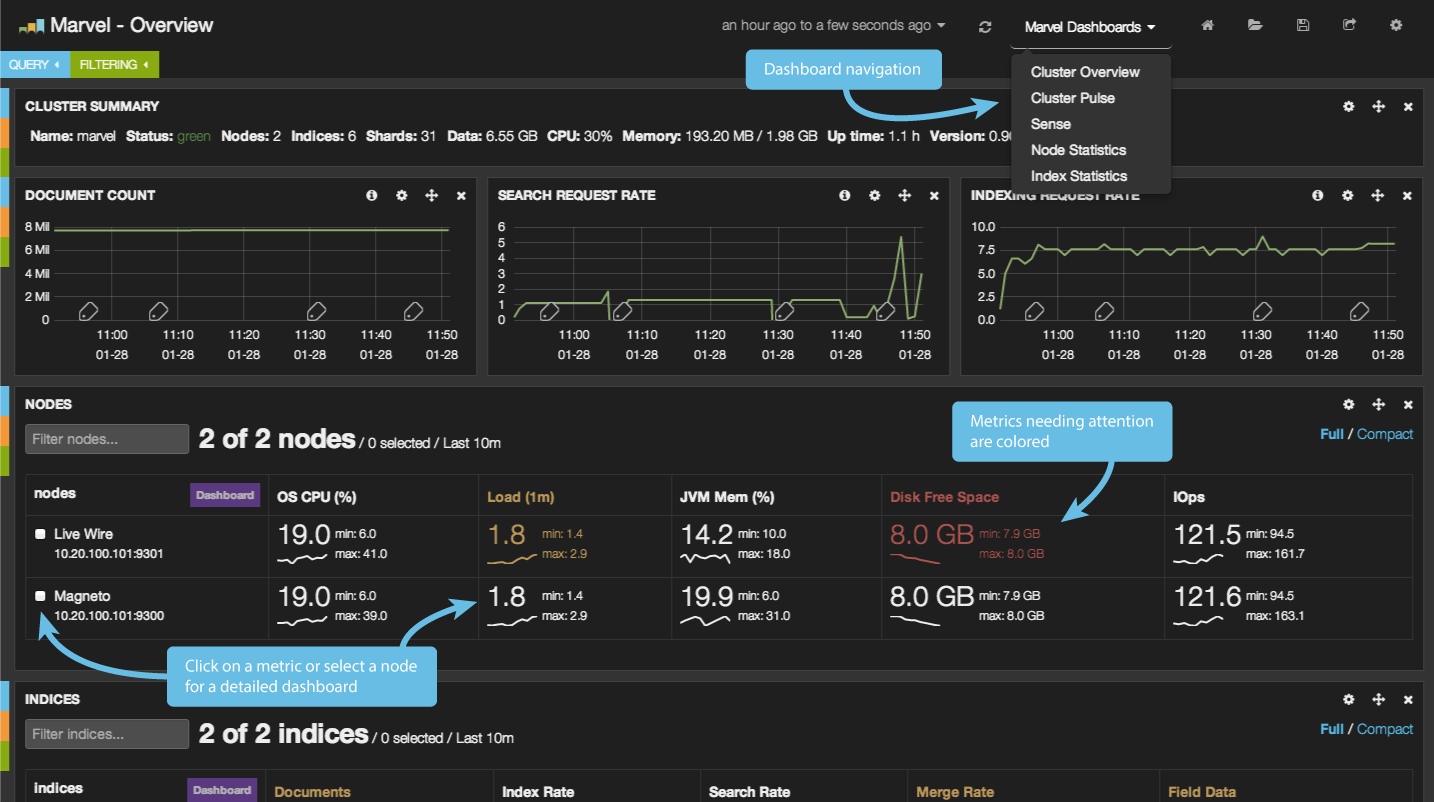 Marvel - Overview
an hour ago to a few seconds ago
Marvel Dashboards
QUERY
FILTERING
Dashboard navigation
Cluster Overview
Cluster Pulse
Sense
Node Statistics
Index Statistics
CLUSTER SUMMARY
Name: marvel Status: green Nodes: 2 Indices: 6 Shards: 31 Data: 6.55 GB CPU: 30% Memory: 193.20 MB / 1.98 GB Up time: 1.1 h Version:
DOCUMENT COUNT
8 Mil
6 Mil
4 Mil
2 Mil
0
11:00 11:10 11:20 11:30 11:40 11:50
01-28 01-28 01-28 01-28 01-28 01-28
SEARCH REQUEST RATE
6
5
4
3
2
1
0
11:00 11:10 11:20 11:30 11:40 11:50
01-28 01-28 01-28 01-28 01-28 01-28
INDEXING REQUEST RATE
10.0
7.5
5.0
2.5
0.0
11:00 11:10 11:20 11:30 11:40 11:50
01-28 01-28 01-28 01-28 01-28 01-28
NODES
Filter nodes...
2 of 2 nodes / 0 selected / Last 10m
Full / Compact
Metrics needing attention
are colored
nodes Dashboard OS CPU (%) Load (1m) JVM Mem (%) Disk Free Space IOps
Live Wire 19.0 min: 6.0 1.8 min: 1.4 14.2 min: 10.0 8.0 GB min: 7.9 GB 121.5 min: 94.5
10.20.100.101:9301 max: 41.0 max: 2.9 max: 18.0 max: 8.0 GB max: 161.7
Magneto 19.0 min: 6.0 1.8 min: 1.4 19.9 min: 6.0 8.0 GB min: 7.9 GB 121.6 min: 94.5
10.20.100.101:9300 max: 39.0 max: 2.9 max: 31.0 max: 8.0 GB max: 163.1
Click on a metric or select a node
for a detailed dashboard
INDICES
Filter indices...
2 of 2 indices / 0 selected / Last 10m
Full / Compact
indices Dashboard Documents Index Rate Search Rate Merge Rate Field Data